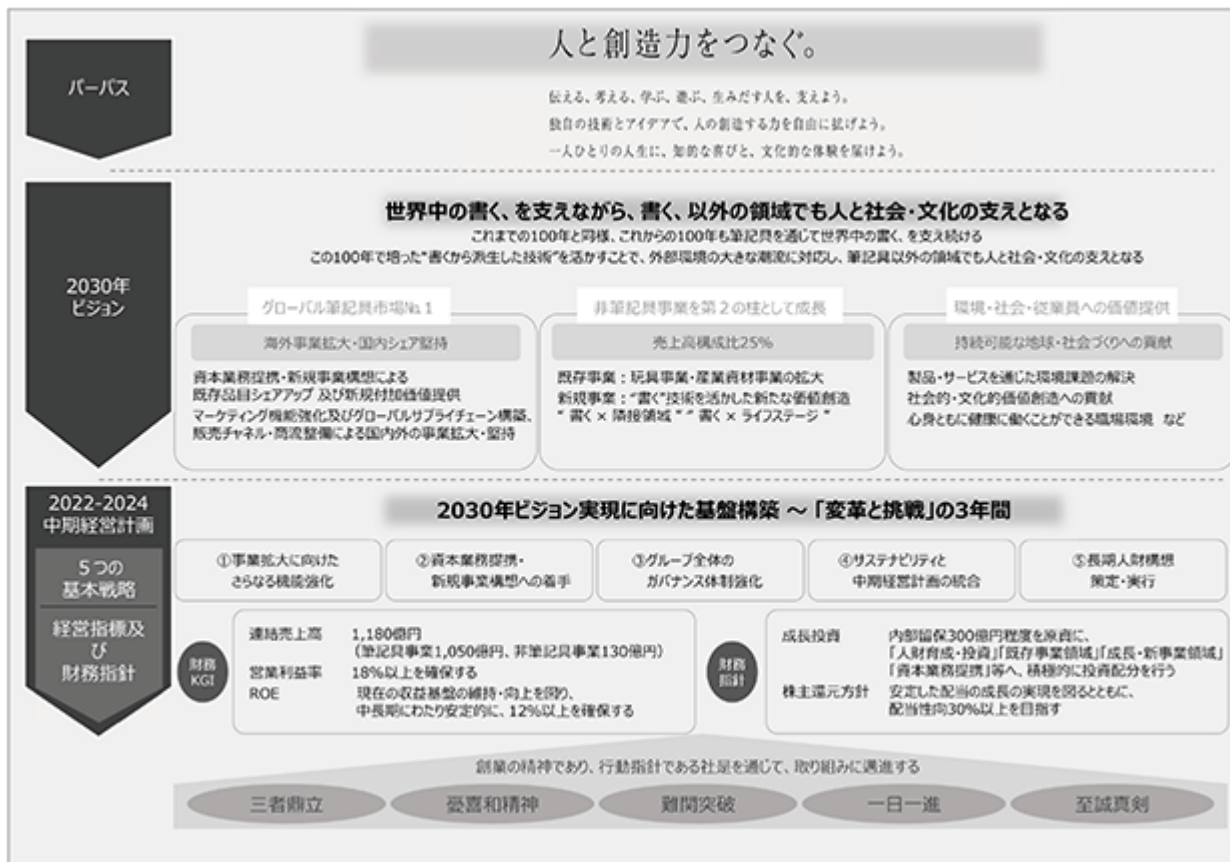 パーパス
人と創造力をつなぐ。
伝える、考える、学ぶ、遊ぶ、生みだす人を、支えよう。
独自の技術とアイデアで、人の創造する力を自由に拡げよう。
一人ひとりの人生に、知的な喜びと、文化的な体験を届けよう。
2030年
ビジョン
世界中の書く、を支えながら、書く、以外の領域でも人と社会・文化の支えとなる
これまでの100年と同様、これからの100年も筆記具を通じて世界中の書く、を支え続ける
この100年で培った“書くから派生した技術”を活かすことで、外部環境の大きな潮流に対応し、筆記具以外の領域でも人と社会・文化の支えとなる
グローバル筆記具市場№1
海外事業拡大・国内シェア堅持
資本業務提携・新規事業構想による
既存品目シェアアップ 及び新規付加価値提供
マーケティング機能強化及びグローバルサプライチェーン構築、
販売チャネル・商流整備による国内外の事業拡大・堅持
非筆記具事業を第2の柱として成長
売上高構成比25%
既存事業：玩具事業・産業資材事業の拡大
新規事業：“書く”技術を活かした新たな価値創造
“ 書く × 隣接領域 ” “ 書く × ライフステージ ”
環境・社会・従業員への価値提供
持続可能な地球・社会づくりへの貢献
製品・サービスを通じた環境課題の解決
社会的・文化的価値創造への貢献
心身ともに健康に働くことができる職場環境 など
2022-2024
中期経営計画
2030年ビジョン実現に向けた基盤構築 ～ 「変革と挑戦」の3年間
5つの
基本戦略
①事業拡大に向けた
さらなる機能強化
②資本業務提携・
新規事業構想への着手
③グループ全体の
ガバナンス体制強化
④サステナビリティと
中期経営計画の統合
⑤長期人財構想
策定・実行
経営指標及
び
財務指針
財務
KGI
連結売上高 1,180億円
（筆記具事業1,050億円、非筆記具事業130億円）
営業利益率 18%以上を確保する
ROE 現在の収益基盤の維持・向上を図り、
中長期にわたり安定的に、12%以上を確保する
財務
指針
成長投資 内部留保300億円程度を原資に、
「人財育成・投資」「既存事業領域」「成長・新事業領域」
「資本業務提携」等へ、積極的に投資配分を行う
株主還元方針 安定した配当の成長の実現を図るとともに、
配当性向30%以上を目指す
創業の精神であり、行動指針である社是を通じて、取り組みに邁進する
三者鼎立
憂喜和精神
難関突破
一日一進
至誠真剣